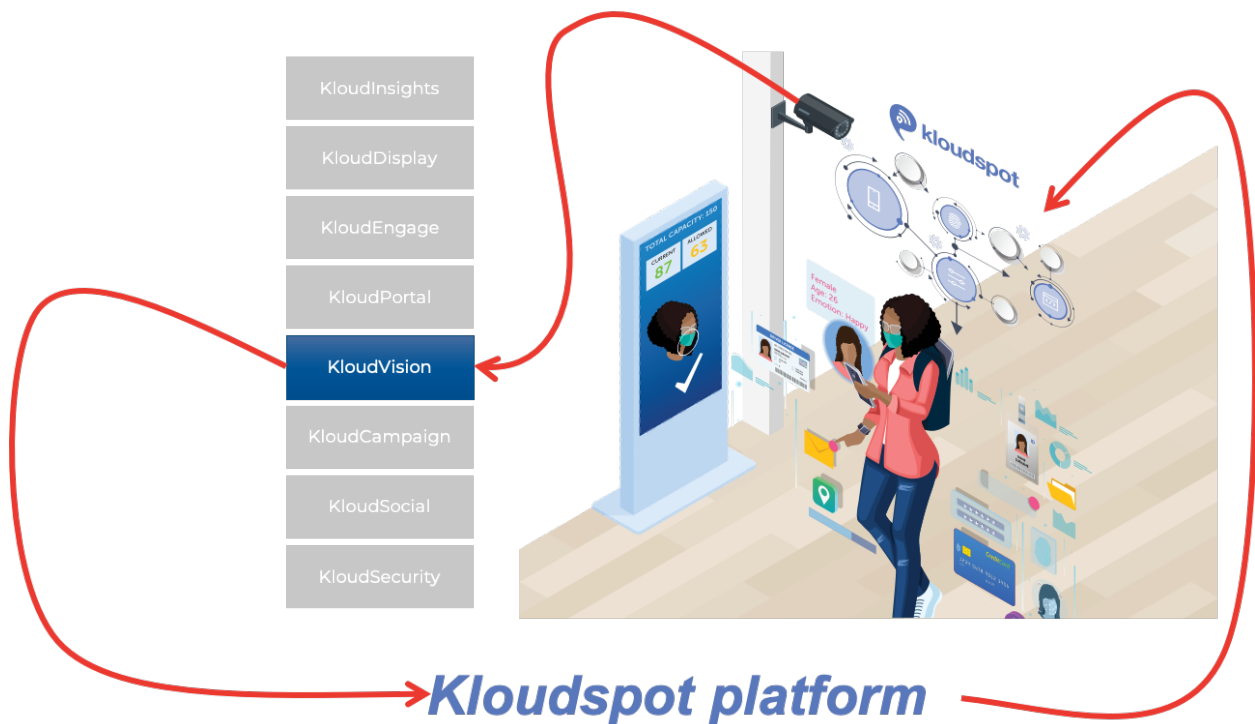 KloudInsights
KloudDisplay
KloudEngage
KloudPortal
KloudVision
KloudCampaign
KloudSocial
KloudSecurity
kloudspot
TOTAL CAPACITY: 150
CURRENT
87
ALLOWED
63
Female
Age: 26
Emotion: Happy
Kloudspot platform